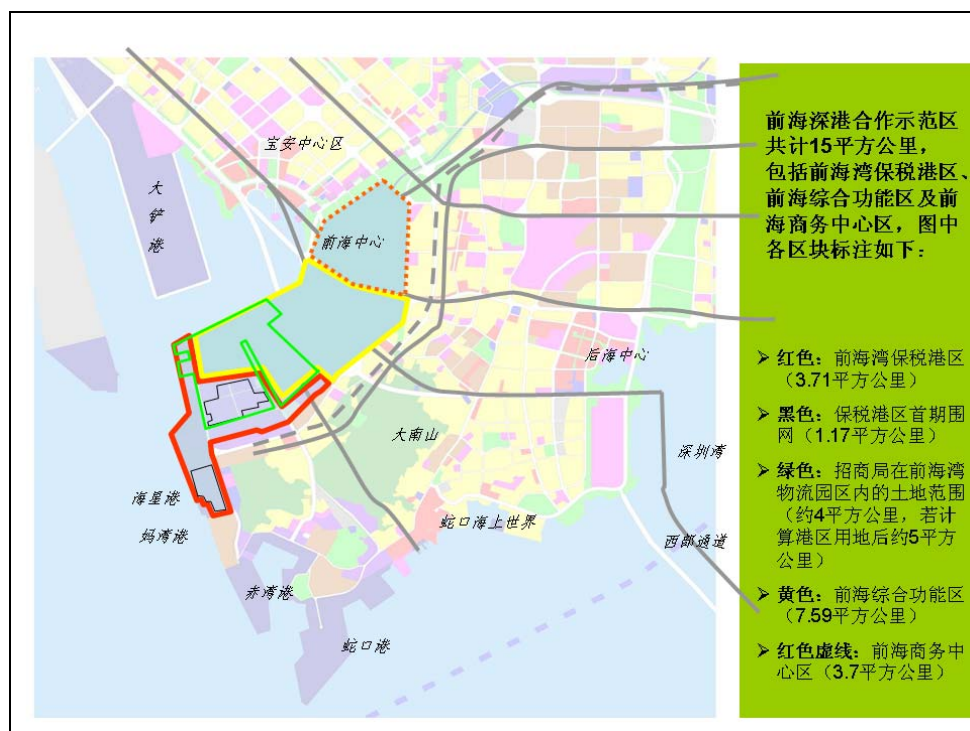 宝安中心区
大
铲
港
前海中心
后海中心
大南山
深圳湾
海星港
妈湾港
蛇口海上世界
西部通道
赤湾港
蛇口港
前海深港合作示范区
共计15平方公里，
包括前海湾保税港区、
前海综合功能区及前
海商务中心区，图中
各区块标注如下：
➢ 红色：前海湾保税港区
（3.71平方公里）
➢ 黑色：保税港区首期围
网（1.17平方公里）
➢ 绿色：招商局在前海湾
物流园区内的土地范围
（约4平方公里，若计
算港区用地后约5平方
公里）
➢ 黄色：前海综合功能区
（7.59平方公里）
➢ 红色虚线：前海商务中
心区（3.7平方公里）